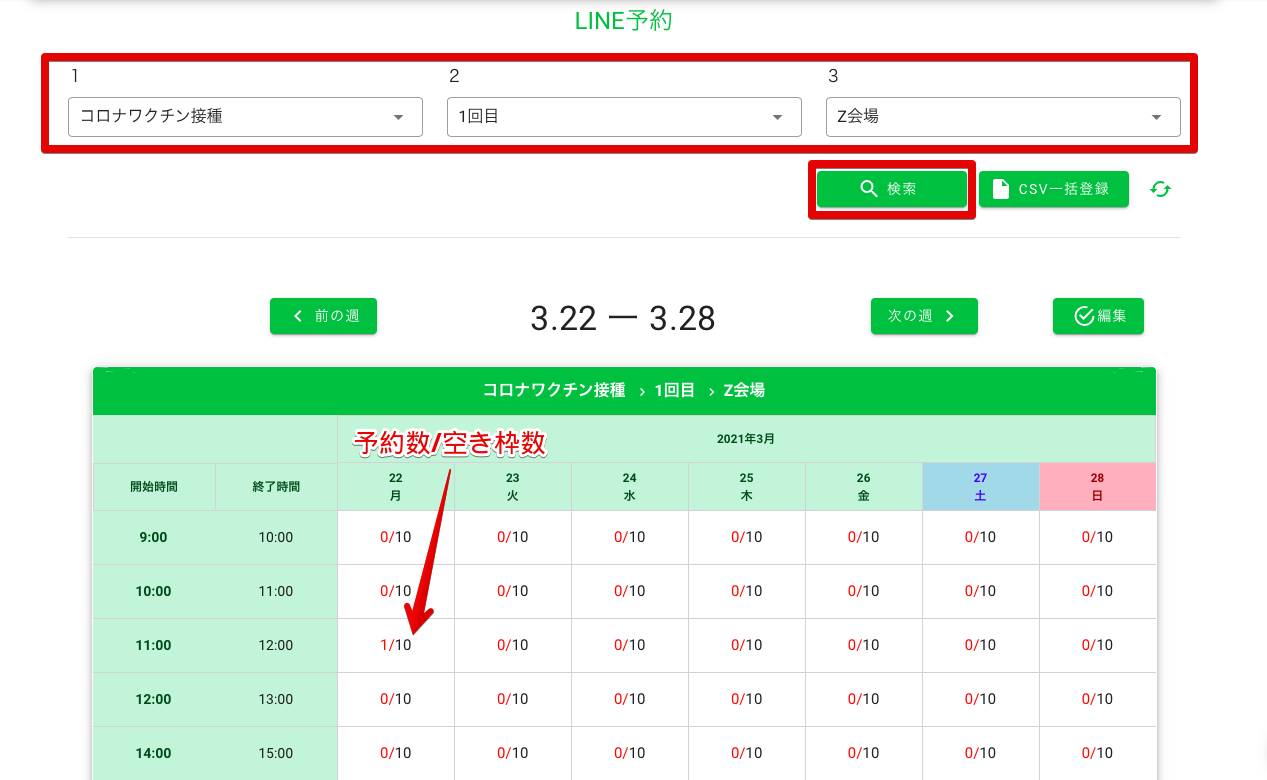 LINE予約
1 2 3
コロナワクチン接種 1回目 Z会場
検索 CSV一括登録
前の週 3.22 ー 3.28 次の週 編集
コロナワクチン接種 › 1回目 › Z会場
予約数/空き枠数 2021年3月
開始時間 終了時間 22 23 24 25 26 27 28
月 火 水 木 金 土 日
9:00 10:00 0/10 0/10 0/10 0/10 0/10 0/10 0/10
10:00 11:00 0/10 0/10 0/10 0/10 0/10 0/10 0/10
11:00 12:00 1/10 0/10 0/10 0/10 0/10 0/10 0/10
12:00 13:00 0/10 0/10 0/10 0/10 0/10 0/10 0/10
14:00 15:00 0/10 0/10 0/10 0/10 0/10 0/10 0/10